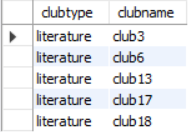 clubtype clubname
literature club3
literature club6
literature club13
literature club17
literature club18